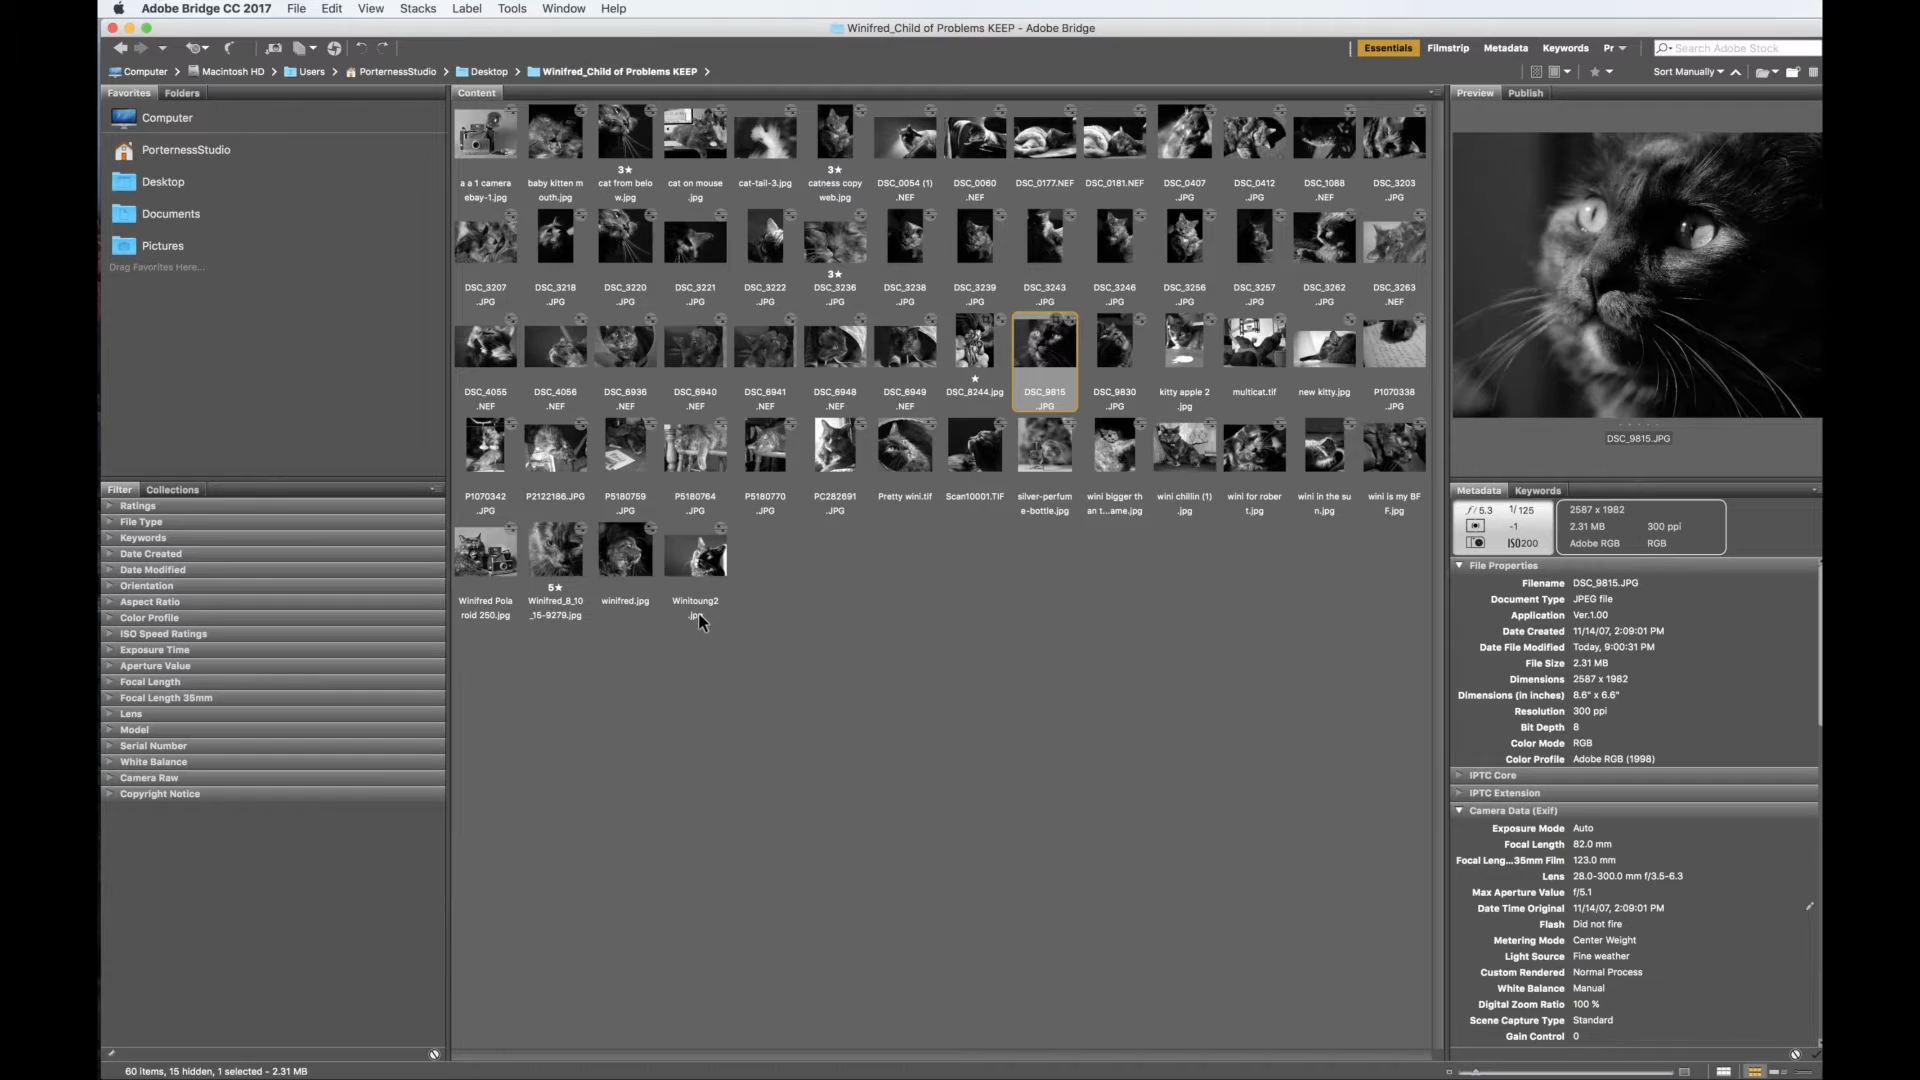 Adobe Bridge CC 2017 File Edit View Stacks Label Tools Window Help
Winifred_Child of Problems KEEP - Adobe Bridge
Essentials Filmstrip Metadata Keywords Pr Search Adobe Stock
Computer Macintosh HD Users PorternessStudio Desktop Winifred_Child of Problems KEEP Sort Manually
Favorites Folders
Computer
PorternessStudio
Desktop
Documents
Pictures
Drag Favorites Here...
Filter Collections
Ratings
File Type
Keywords
Date Created
Date Modified
Orientation
Aspect Ratio
Color Profile
ISO Speed Ratings
Exposure Time
Aperture Value
Focal Length
Focal Length 35mm
Lens
Model
Serial Number
White Balance
Camera Raw
Copyright Notice
60 items, 15 hidden, 1 selected - 2.31 MB
Content
3★ 3★
a a 1 camera baby kitten m cat from belo cat on mouse cat-tail-3.jpg catness copy DSC_0054 (1) DSC_0060 DSC_0177.NEF DSC_0181.NEF DSC_0407 DSC_0412 DSC_1088 DSC_3203
ebay-1.jpg outh.jpg w.jpg .jpg web.jpg .NEF .NEF .JPG .JPG .NEF .JPG
3★
DSC_3207 DSC_3218 DSC_3220 DSC_3221 DSC_3222 DSC_3236 DSC_3238 DSC_3239 DSC_3243 DSC_3246 DSC_3256 DSC_3257 DSC_3262 DSC_3263
.JPG .JPG .JPG .JPG .JPG .JPG .JPG .JPG .JPG .JPG .JPG .JPG .JPG .NEF
★
DSC_4055 DSC_4056 DSC_6936 DSC_6940 DSC_6941 DSC_6948 DSC_6949 DSC_8244.jpg DSC_9815 DSC_9830 kitty apple 2 multicat.tif new kitty.jpg P1070338
.NEF .NEF .NEF .NEF .NEF .NEF .NEF .JPG .JPG .jpg .JPG
P1070342 P2122186.JPG P5180759 P5180764 P5180770 PC282691 Pretty wini.tif Scan10001.TIF silver-perfum wini bigger th wini chillin (1) wini for rober wini in the su wini is my BF
.JPG .JPG .JPG .JPG .JPG e-bottle.jpg an t...ame.jpg .jpg t.jpg n.jpg F.jpg
5★
Winifred Pola Winifred_8_10 winifred.jpg Winitoung2
roid 250.jpg _15-9279.jpg .jpg
Preview Publish
DSC_9815.JPG
Metadata Keywords
f/ 5.3 1/125 2587 x 1982
-1 2.31 MB 300 ppi
ISO200 Adobe RGB RGB
File Properties
Filename DSC_9815.JPG
Document Type JPEG file
Application Ver.1.00
Date Created 11/14/07, 2:09:01 PM
Date File Modified Today, 9:00:31 PM
File Size 2.31 MB
Dimensions 2587 x 1982
Dimensions (in inches) 8.6" x 6.6"
Resolution 300 ppi
Bit Depth 8
Color Mode RGB
Color Profile Adobe RGB (1998)
IPTC Core
IPTC Extension
Camera Data (Exif)
Exposure Mode Auto
Focal Length 82.0 mm
Focal Leng...35mm Film 123.0 mm
Lens 28.0-300.0 mm f/3.5-6.3
Max Aperture Value f/5.1
Date Time Original 11/14/07, 2:09:01 PM
Flash Did not fire
Metering Mode Center Weight
Light Source Fine weather
Custom Rendered Normal Process
White Balance Manual
Digital Zoom Ratio 100 %
Scene Capture Type Standard
Gain Control 0